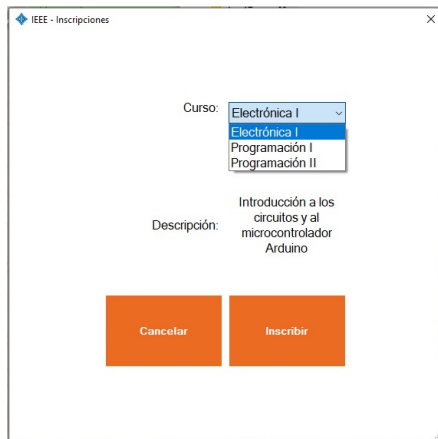 IEEE - Inscripciones
Curso:
Electrónica I
Electrónica I
Programación I
Programación II
Descripción:
Introducción a los
circuitos y al
microcontrolador
Arduino
Cancelar
Inscribir